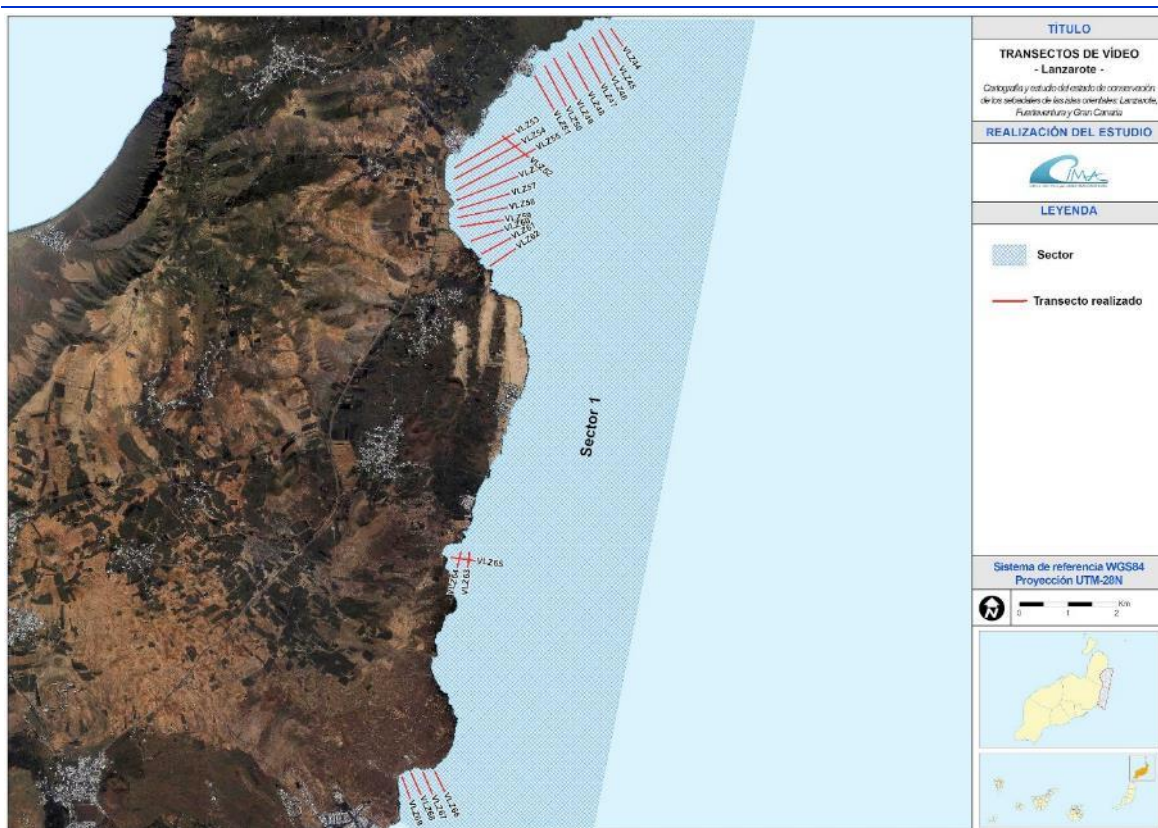 TÍTULO
TRANSECTOS DE VÍDEO
- Lanzarote -
Cartografía y estudio del estado de conservación
de los sebadales de las islas orientales: Lanzarote,
Fuerteventura y Gran Canaria
REALIZACIÓN DEL ESTUDIO
CIMA
LEYENDA
Sector
Transecto realizado
Sistema de referencia WGS84
Proyección UTM-28N
N
Km
0 1 2
VLZ44
VLZ45
VLZ46
VLZ47
VLZ48
VLZ49
VLZ50
VLZ51
VLZ53
VLZ54
VLZ55
VLZ52
VLZ57
VLZ58
VLZ59
VLZ60
VLZ61
VLZ62
Sector 1
VLZ65
VLZ64
VLZ63
VLZ67